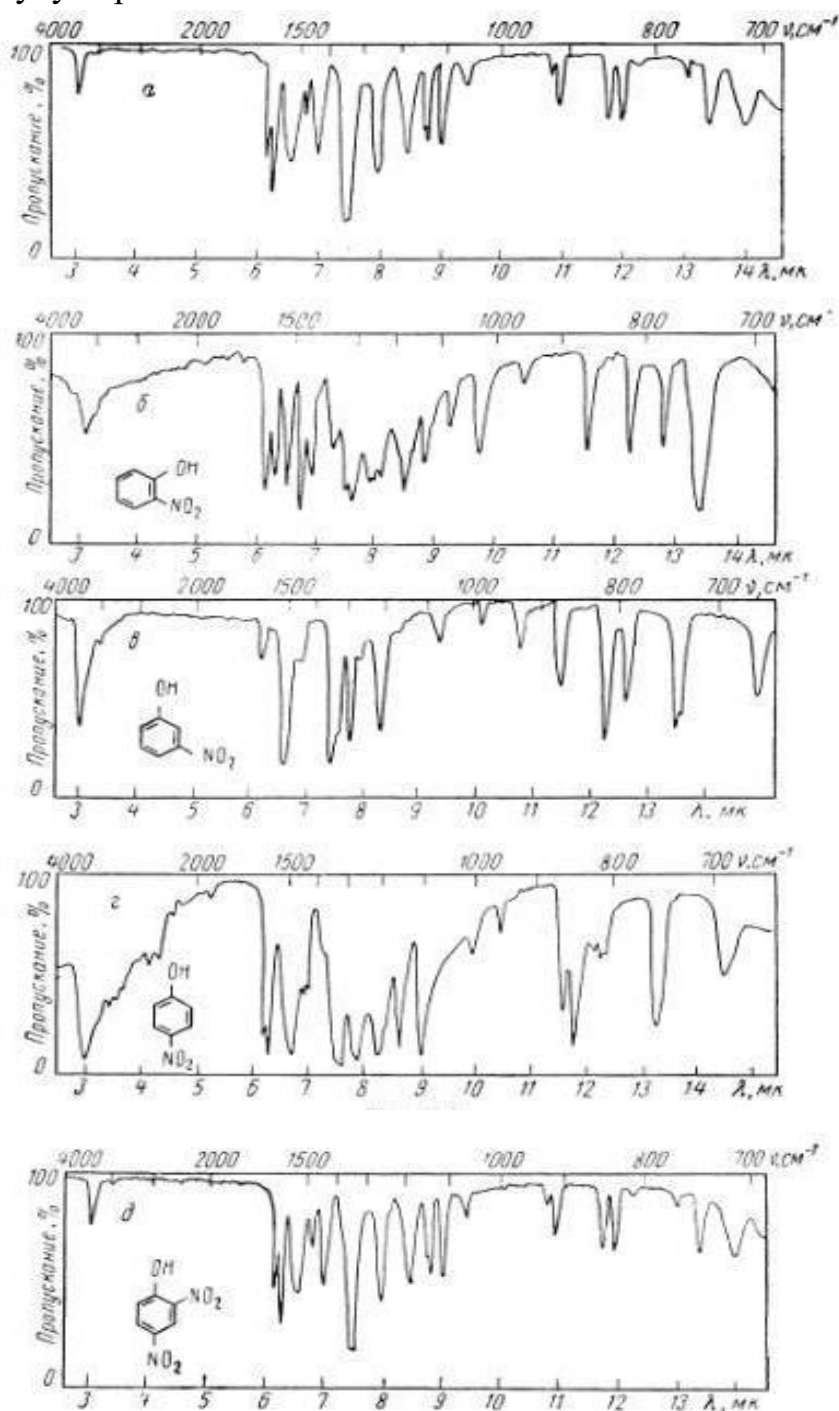 4000 2000 1500 1000 800 700 ν,см⁻¹
100
Пропускание, %
0
а
3 4 5 6 7 8 9 10 11 12 13 14 λ, мк
4000 2000 1500 1000 800 700 ν,см⁻
100
Пропускание, %
0
б
OH
NO₂
3 4 5 6 7 8 9 10 11 12 13 14 λ, мк
4000 2000 1500 1000 800 700 ν,см⁻¹
100
Пропускание, %
0
в
OH
NO₂
3 4 5 6 7 8 9 10 11 12 13 λ, мк
4000 2000 1500 1000 800 700 ν,см⁻¹
100
Пропускание, %
0
г
OH
NO₂
3 4 5 6 7 8 9 10 11 12 13 14 λ, мк
4000 2000 1500 1000 800 700 ν,см⁻¹
100
Пропускание, %
0
д
OH
NO₂
NO₂
3 4 5 6 7 8 9 10 11 12 13 14 λ, мк